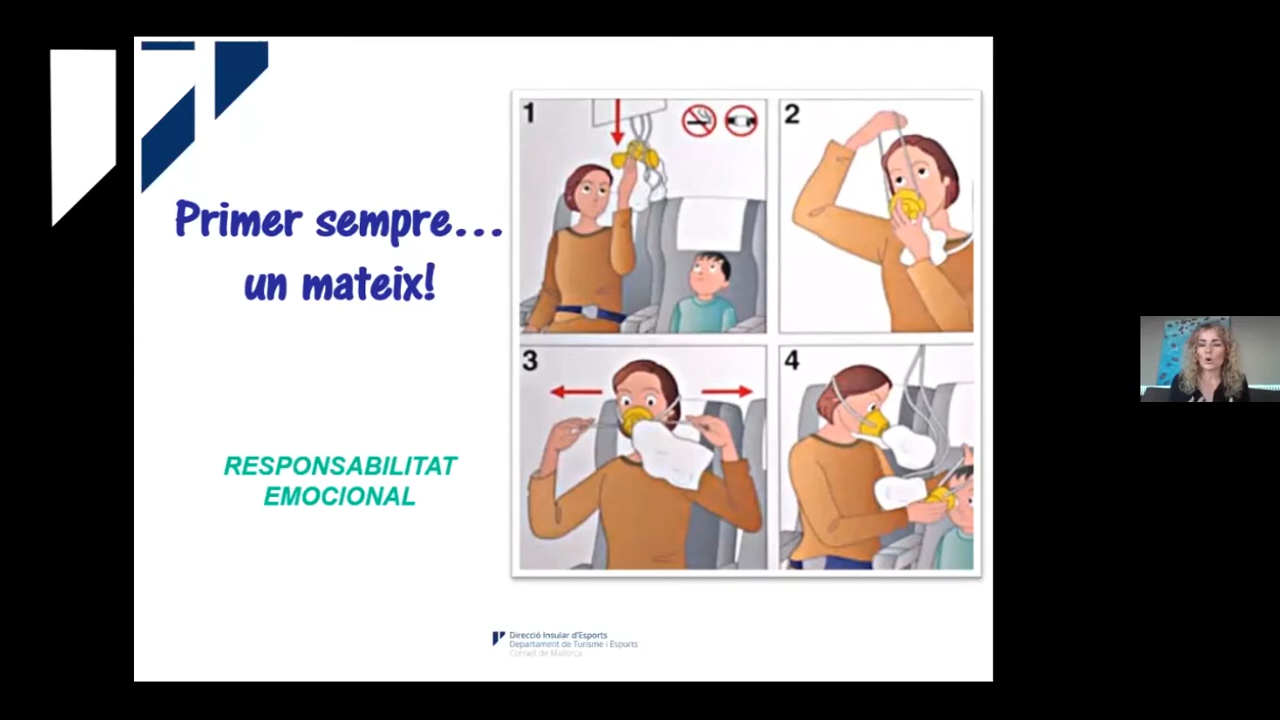 Primer sempre...
un mateix!
RESPONSABILITAT
EMOCIONAL
1
2
3
4
Direcció Insular d'Esports
Departament de Turisme i Esports
Consell de Mallorca